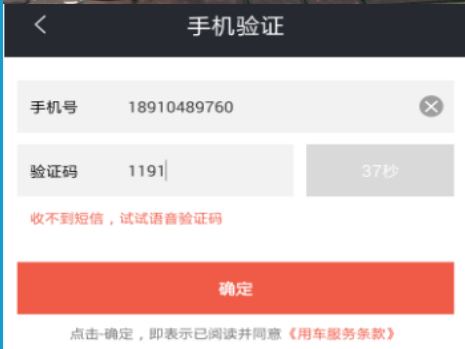 手机验证
手机号 18910489760
验证码 1191 37秒
收不到短信，试试语音验证码
确定
点击-确定，即表示已阅读并同意《用车服务条款》